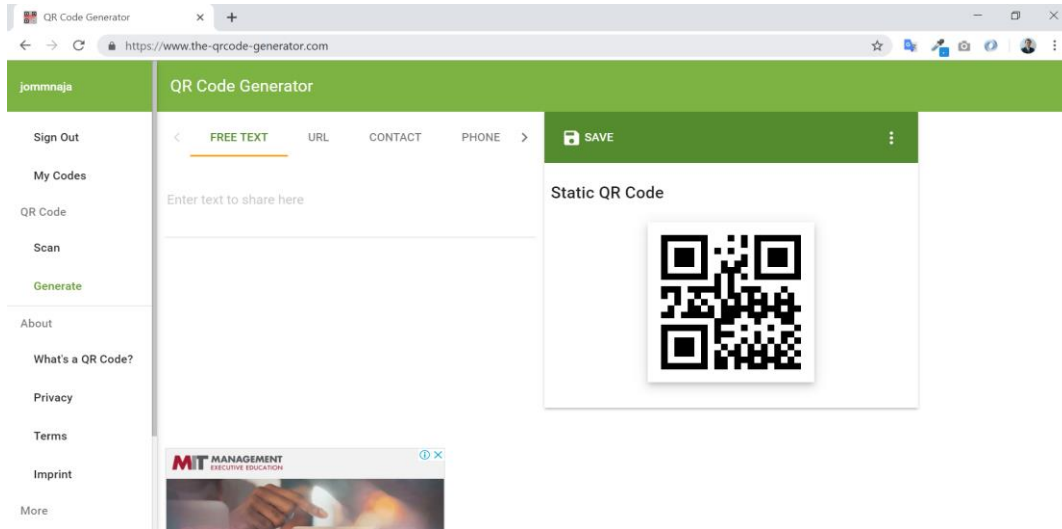 QR Code Generator
https://www.the-qrcode-generator.com
jommnaja
QR Code Generator
Sign Out
My Codes
QR Code
Scan
Generate
About
What's a QR Code?
Privacy
Terms
Imprint
More
FREE TEXT URL CONTACT PHONE
Enter text to share here
SAVE
Static QR Code
MIT MANAGEMENT
EXECUTIVE EDUCATION